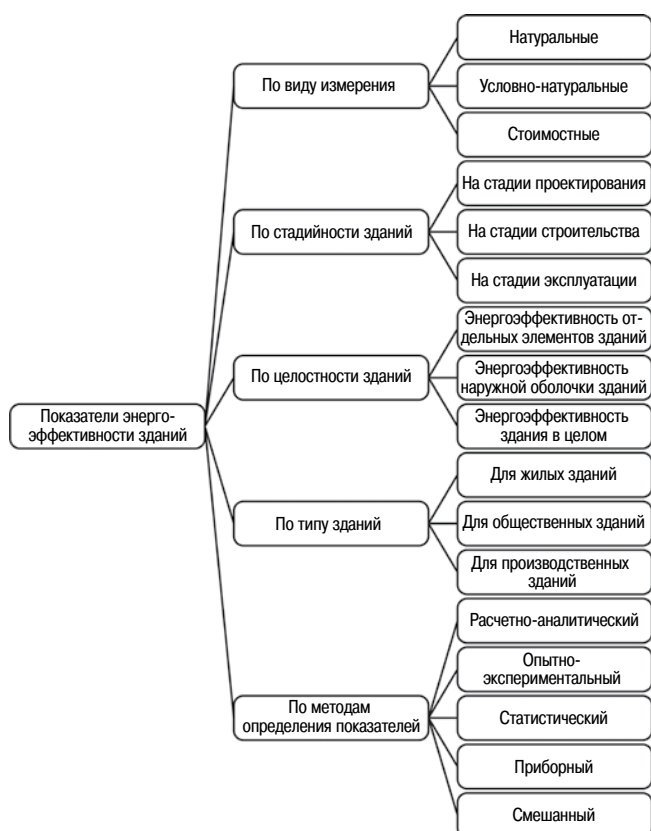 Показатели энерго-
эффективности зданий
По виду измерения
Натуральные
Условно-натуральные
Стоимостные
По стадийности зданий
На стадии проектирования
На стадии строительства
На стадии эксплуатации
По целостности зданий
Энергоэффективность от-
дельных элементов зданий
Энергоэффективность
наружной оболочки зданий
Энергоэффективность
здания в целом
По типу зданий
Для жилых зданий
Для общественных зданий
Для производственных
зданий
По методам
определения показателей
Расчетно-аналитический
Опытно-
экспериментальный
Статистический
Приборный
Смешанный